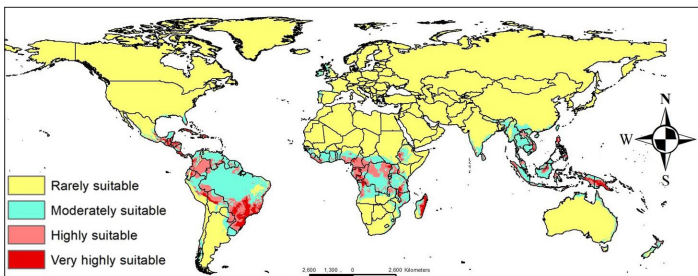 N
W
S
Rarely suitable
Moderately suitable
Highly suitable
Very highly suitable
2,600 1,300 0 2,600 Kilometers